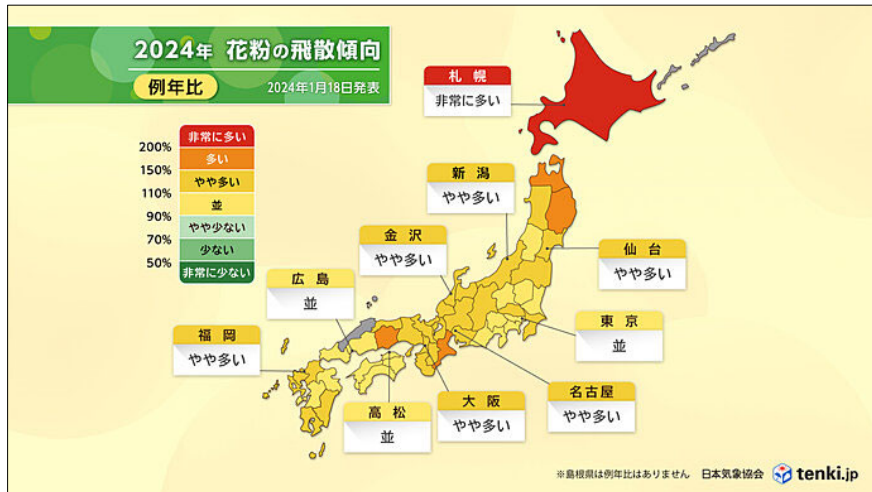 2024年 花粉の飛散傾向
例年比
2024年1月18日発表
札幌
非常に多い
非常に多い
200%
多い
150%
やや多い
110%
並
90%
やや少ない
70%
少ない
50%
非常に少ない
新潟
やや多い
金沢
やや多い
仙台
やや多い
広島
並
東京
並
福岡
やや多い
名古屋
やや多い
大阪
やや多い
高松
並
※島根県は例年比はありません 日本気象協会 tenki.jp